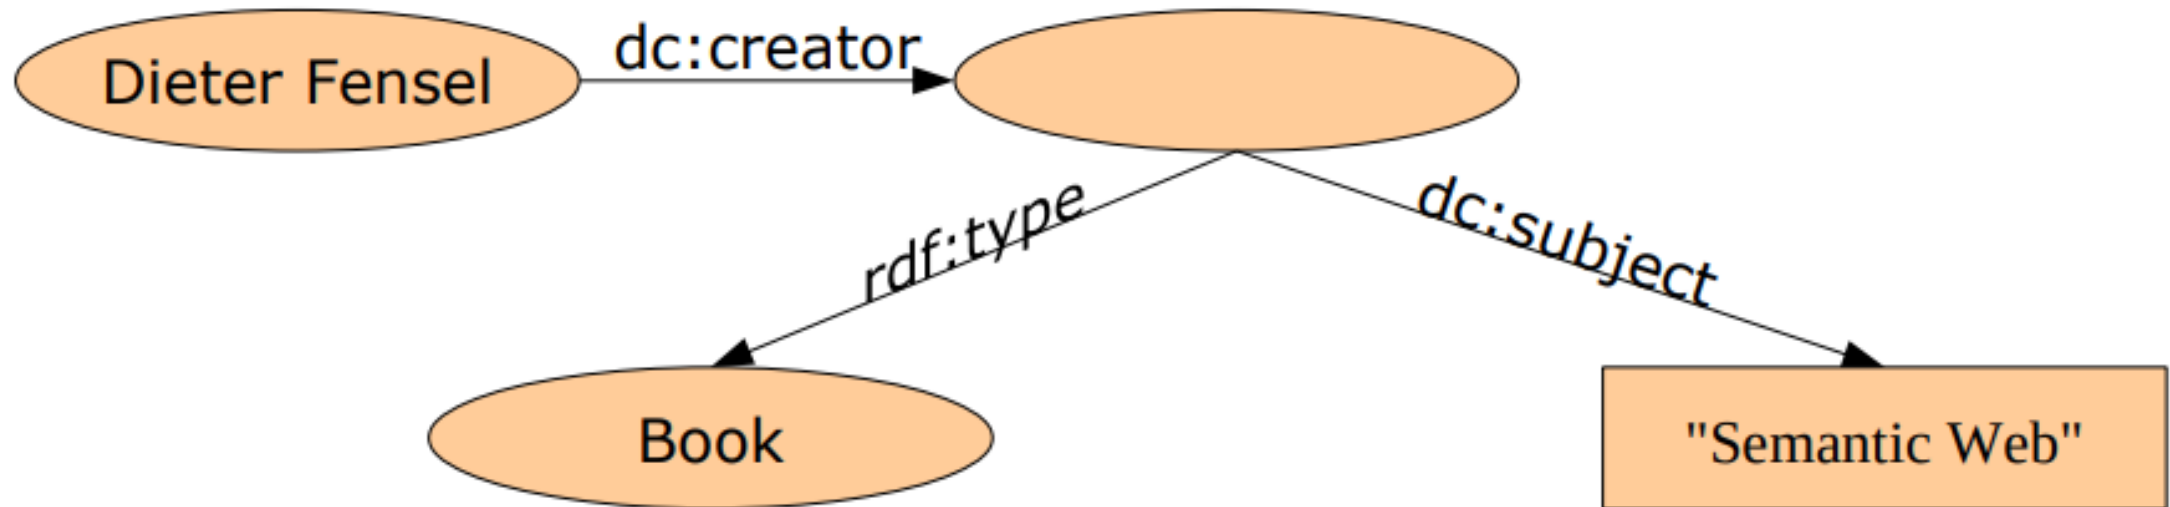 Dieter Fensel
dc:creator
rdf:type
dc:subject
Book
"Semantic Web"